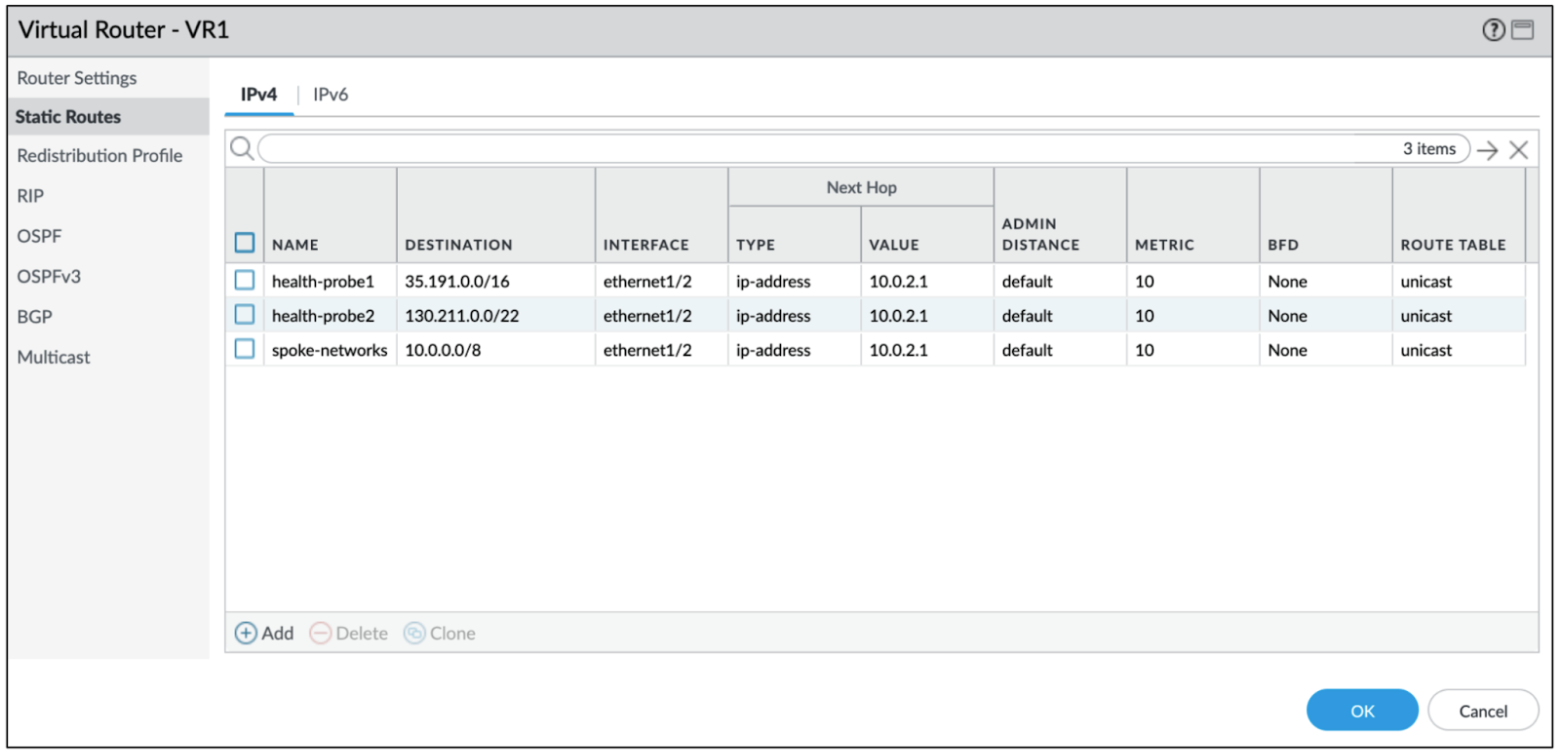 Virtual Router - VR1
Router Settings
Static Routes
Redistribution Profile
RIP
OSPF
OSPFv3
BGP
Multicast
IPv4 IPv6
3 items
Next Hop
NAME DESTINATION INTERFACE TYPE VALUE ADMIN DISTANCE METRIC BFD ROUTE TABLE
health-probe1 35.191.0.0/16 ethernet1/2 ip-address 10.0.2.1 default 10 None unicast
health-probe2 130.211.0.0/22 ethernet1/2 ip-address 10.0.2.1 default 10 None unicast
spoke-networks 10.0.0.0/8 ethernet1/2 ip-address 10.0.2.1 default 10 None unicast
Add Delete Clone
OK Cancel